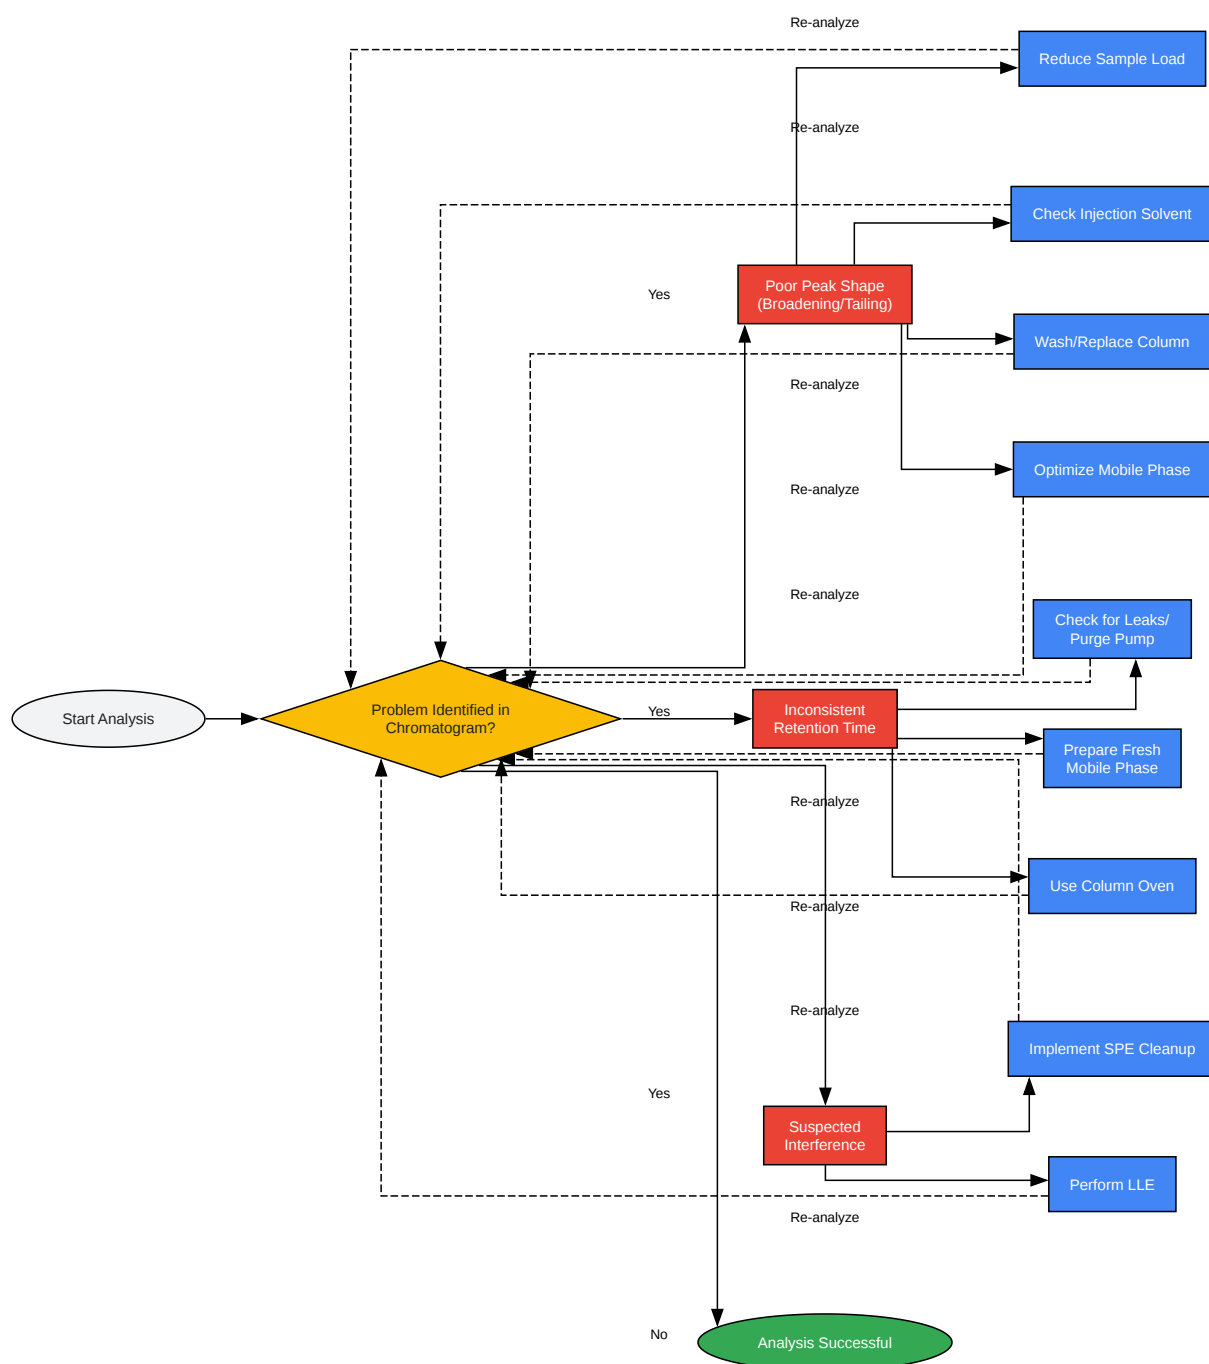 Re-analyze
Reduce Sample Load
Re-analyze
Check Injection Solvent
Poor Peak Shape
(Broadening/Tailing)
Yes
Wash/Replace Column
Re-analyze
Optimize Mobile Phase
Re-analyze
Re-analyze
Check for Leaks/
Purge Pump
Start Analysis
Problem Identified in
Chromatogram?
Yes
Inconsistent
Retention Time
Prepare Fresh
Mobile Phase
Re-analyze
Use Column Oven
Re-analyze
Re-analyze
Implement SPE Cleanup
Yes
Suspected
Interference
Perform LLE
Re-analyze
No
Analysis Successful